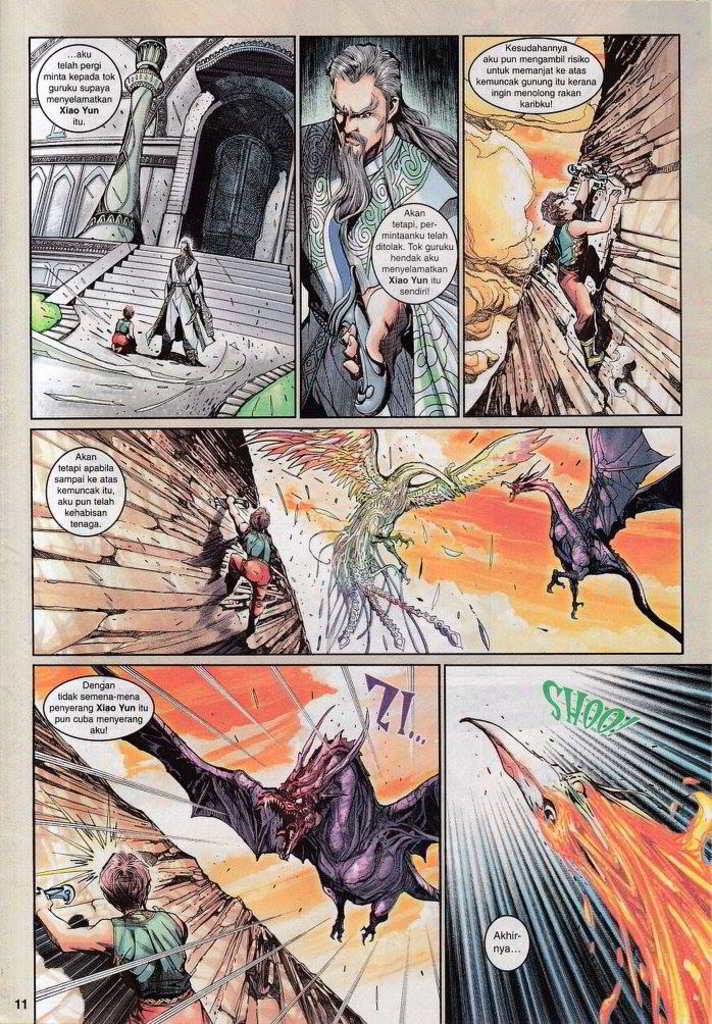 ...aku
telah pergi
minta kepada tok
guruku supaya
menyelamatkan
Xiao Yun
itu.
Akan
tetapi, per-
mintaanku telah
ditolak. Tok guruku
hendak aku
menyelamatkan
Xiao Yun itu
sendiri!
Kesudahannya
aku pun mengambil risiko
untuk memanjat ke atas
kemuncak gunung itu kerana
ingin menolong rakan
karibku!
Akan
tetapi apabila
sampai ke atas
kemuncak itu,
aku pun telah
kehabisan
tenaga.
Dengan
tidak semena-mena
penyerang Xiao Yun itu
pun cuba menyerang
aku!
ZI...
SHOO!
Akhir-
nya...
11